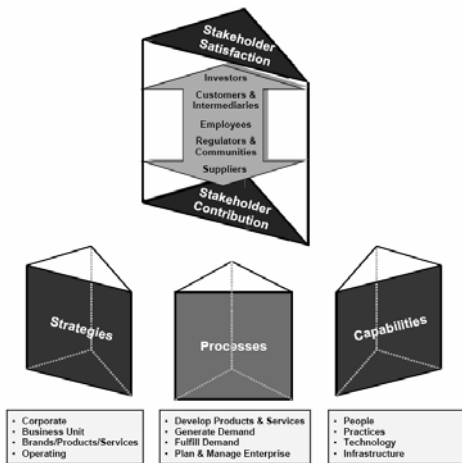 Stakeholder
Satisfaction
Investors
Customers &
Intermediaries
Employees
Regulators &
Communities
Suppliers
Stakeholder
Contribution
Strategies
Processes
Capabilities
• Corporate
• Business Unit
• Brands/Products/Services
• Operating
• Develop Products & Services
• Generate Demand
• Fulfill Demand
• Plan & Manage Enterprise
• People
• Practices
• Technology
• Infrastructure